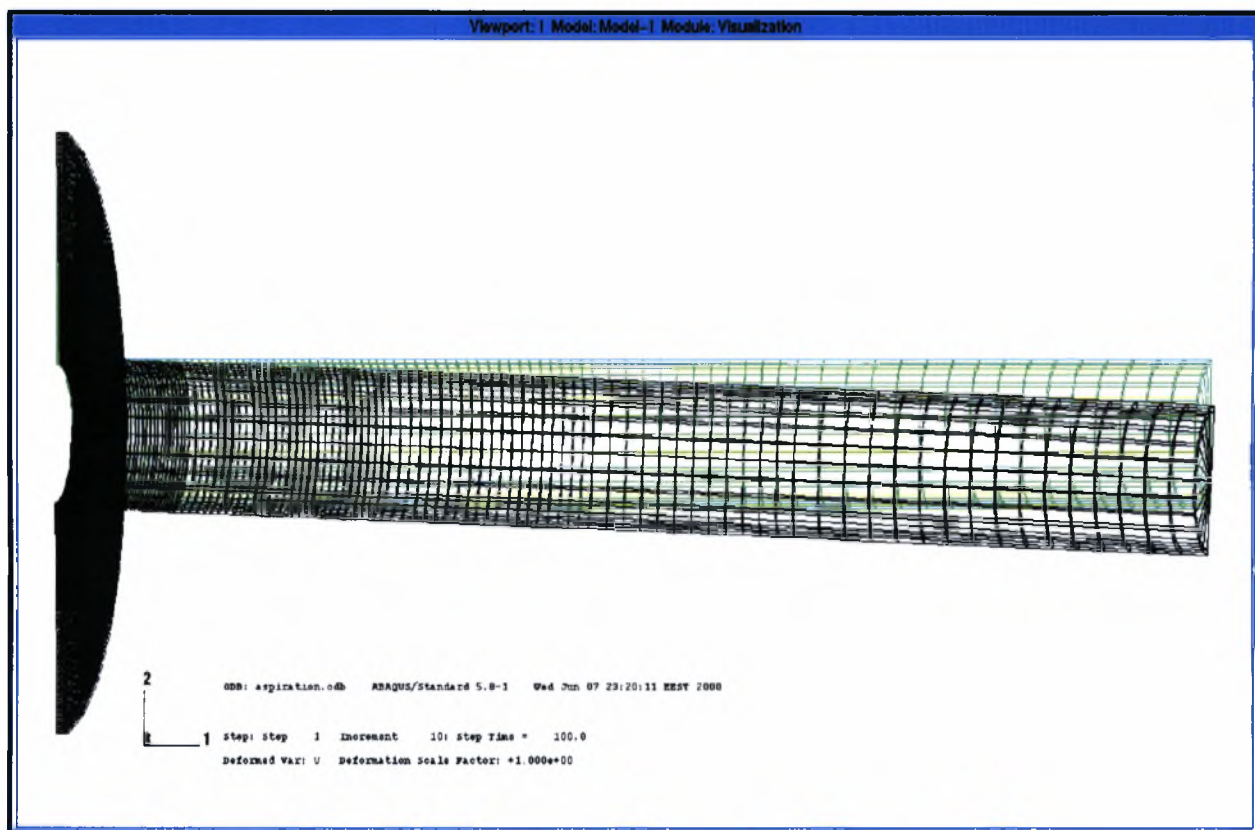 Viewport: 1 Model: Model-1 Module: Visualization
2
1
ODB: aspiration.odb ABAQUS/Standard 5.8-1 Wed Jun 07 23:20:11 EEST 2000
Step: Step 1 Increment 10: Step Time = 100.0
Deformed Var: U Deformation Scale Factor: +1.000e+00